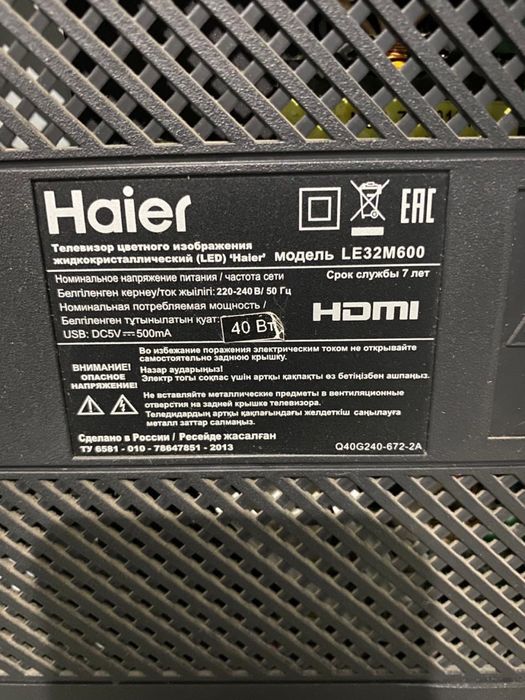 Haier
EAC
Телевизор цветного изображения
жидкокристаллический (LED) ‘Haier’ модель LE32M600
Номинальное напряжение питания / частота сети
Срок службы 7 лет
Белгіленген кернеу/ток жыілігі: 220-240 В/ 50 Гц
Номинальная потребляемая мощность /
Белгіленген тұтынылатын қуат: 40 Вт
HDMI
USB: DC5V 500mA
ВНИМАНИЕ!
ОПАСНОЕ
НАПРЯЖЕНИЕ!
Во избежание поражения электрическим током не открывайте
самостоятельно заднюю крышку.
Назар аударыңыз!
Электр тогы соқпас үшін артқы қақпақты өз бетіңізбен ашпаңыз.
Не вставляйте металлические предметы в вентиляционные
отверстия на задней крышке телевизора.
Теледидардың артқы қақпағындағы желдеткіш саңылауға
металл заттар салмаңыз.
Сделано в России / Ресейде жасалған
ТУ 6581 - 010 - 78647851 - 2013
Q40G240-672-2A